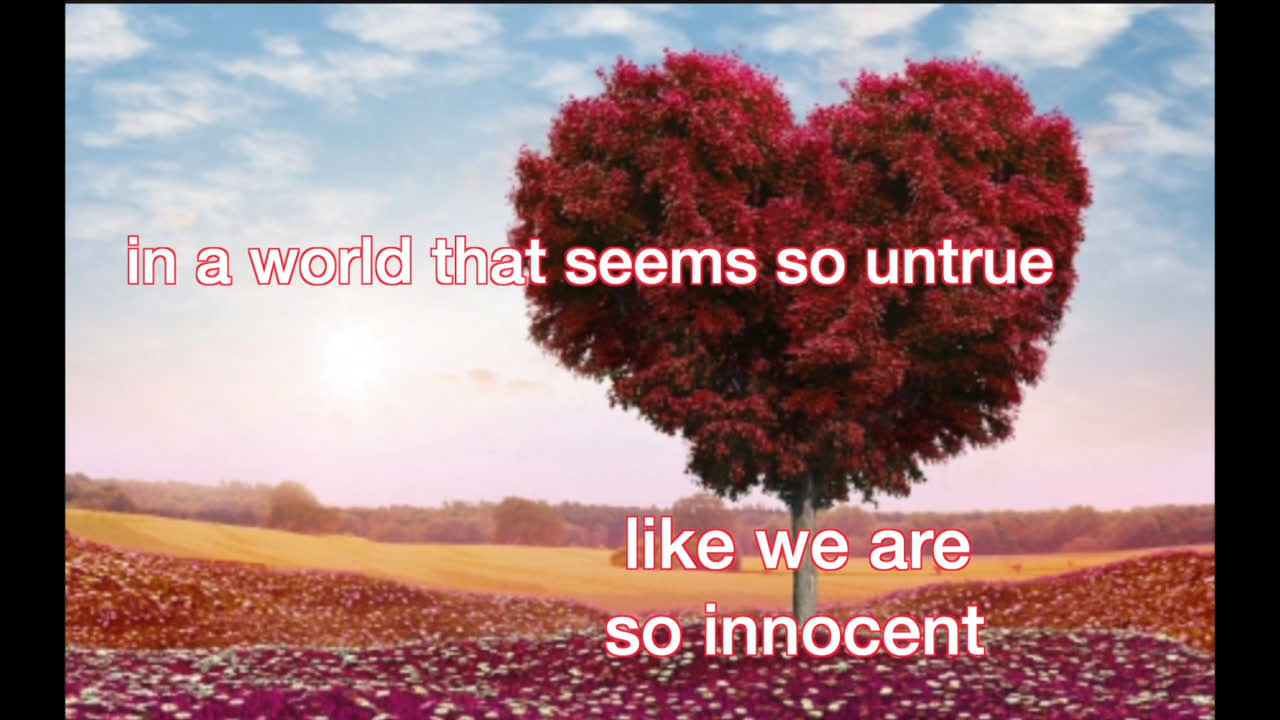 in a world that seems so untrue
like we are
so innocent